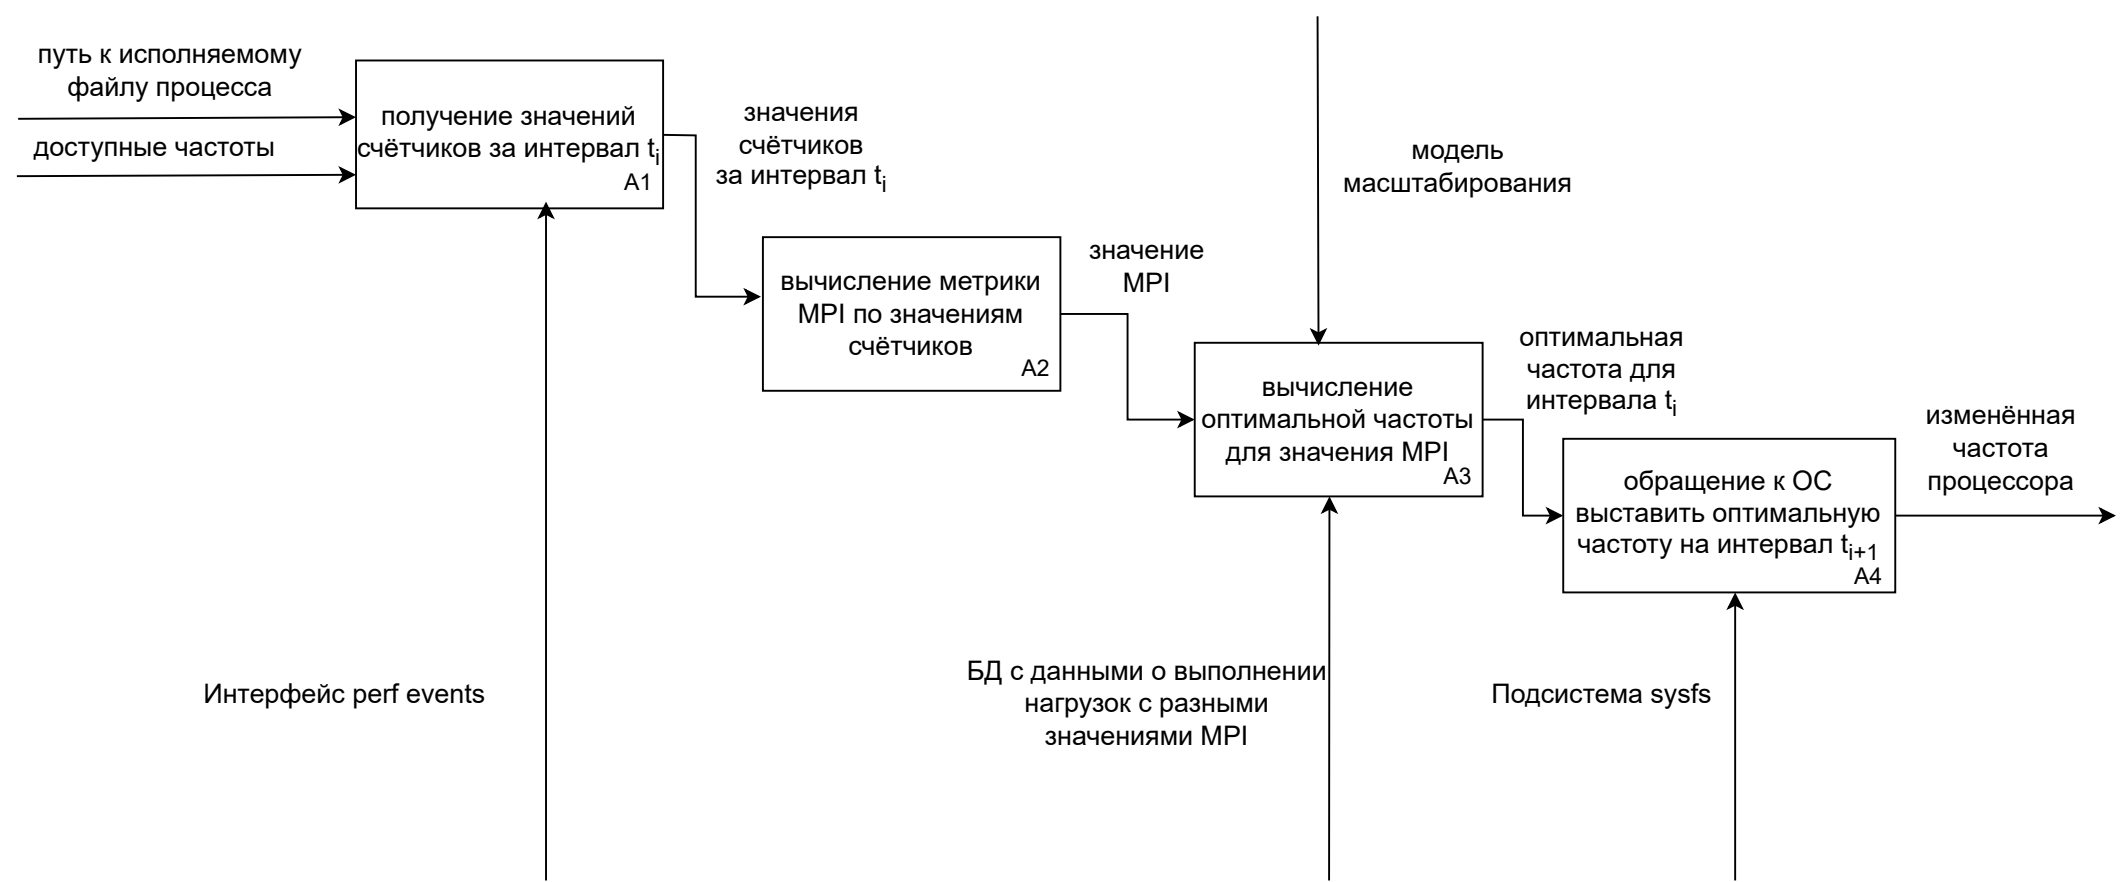 путь к исполняемому
файлу процесса
доступные частоты
получение значений
счётчиков за интервал ti
A1
значения
счётчиков
за интервал ti
модель
масштабирования
вычисление метрики
MPI по значениям
счётчиков
A2
значение
MPI
вычисление
оптимальной частоты
для значения MPI
A3
оптимальная
частота для
интервала ti
обращение к ОС
выставить оптимальную
частоту на интервал ti+1
A4
изменённая
частота
процессора
Интерфейс perf events
БД с данными о выполнении
нагрузок с разными
значениями MPI
Подсистема sysfs